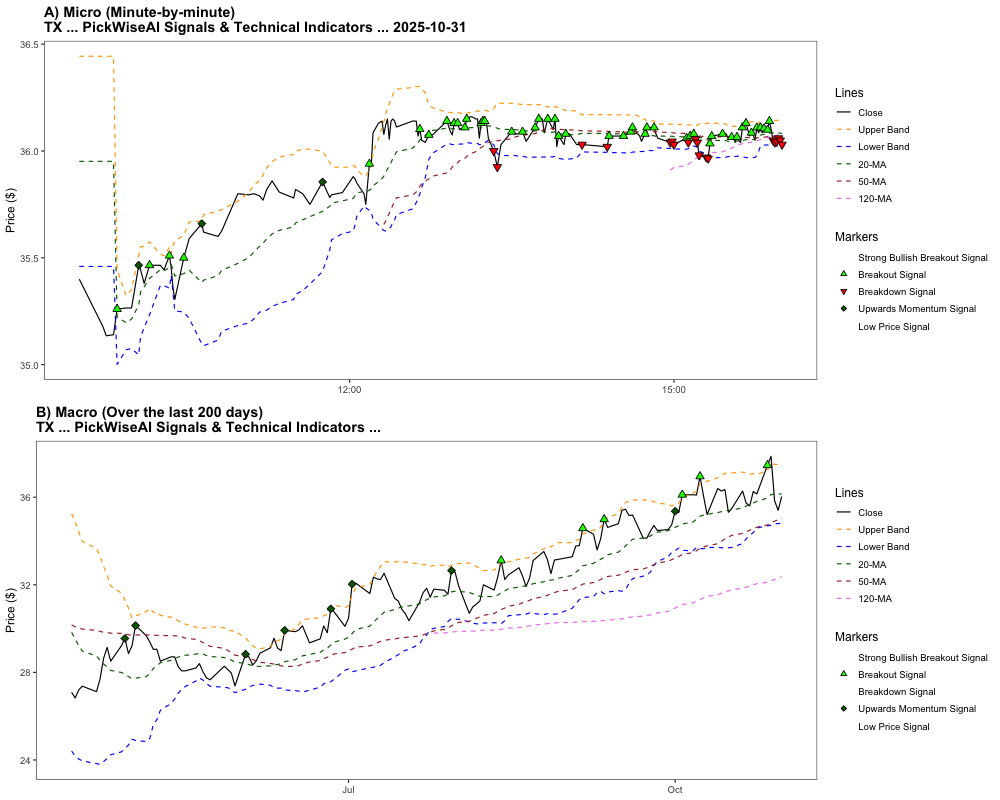 A) Micro (Minute-by-minute)
TX ... PickWiseAI Signals & Technical Indicators ... 2025-10-31
36.5
36.0
35.5
35.0
Price ($)
12:00
15:00
Lines
Close
Upper Band
Lower Band
20-MA
50-MA
120-MA
Markers
Strong Bullish Breakout Signal
Breakout Signal
Breakdown Signal
Upwards Momentum Signal
Low Price Signal
B) Macro (Over the last 200 days)
TX ... PickWiseAI Signals & Technical Indicators ...
36
32
28
24
Price ($)
Jul
Oct
Lines
Close
Upper Band
Lower Band
20-MA
50-MA
120-MA
Markers
Strong Bullish Breakout Signal
Breakout Signal
Breakdown Signal
Upwards Momentum Signal
Low Price Signal